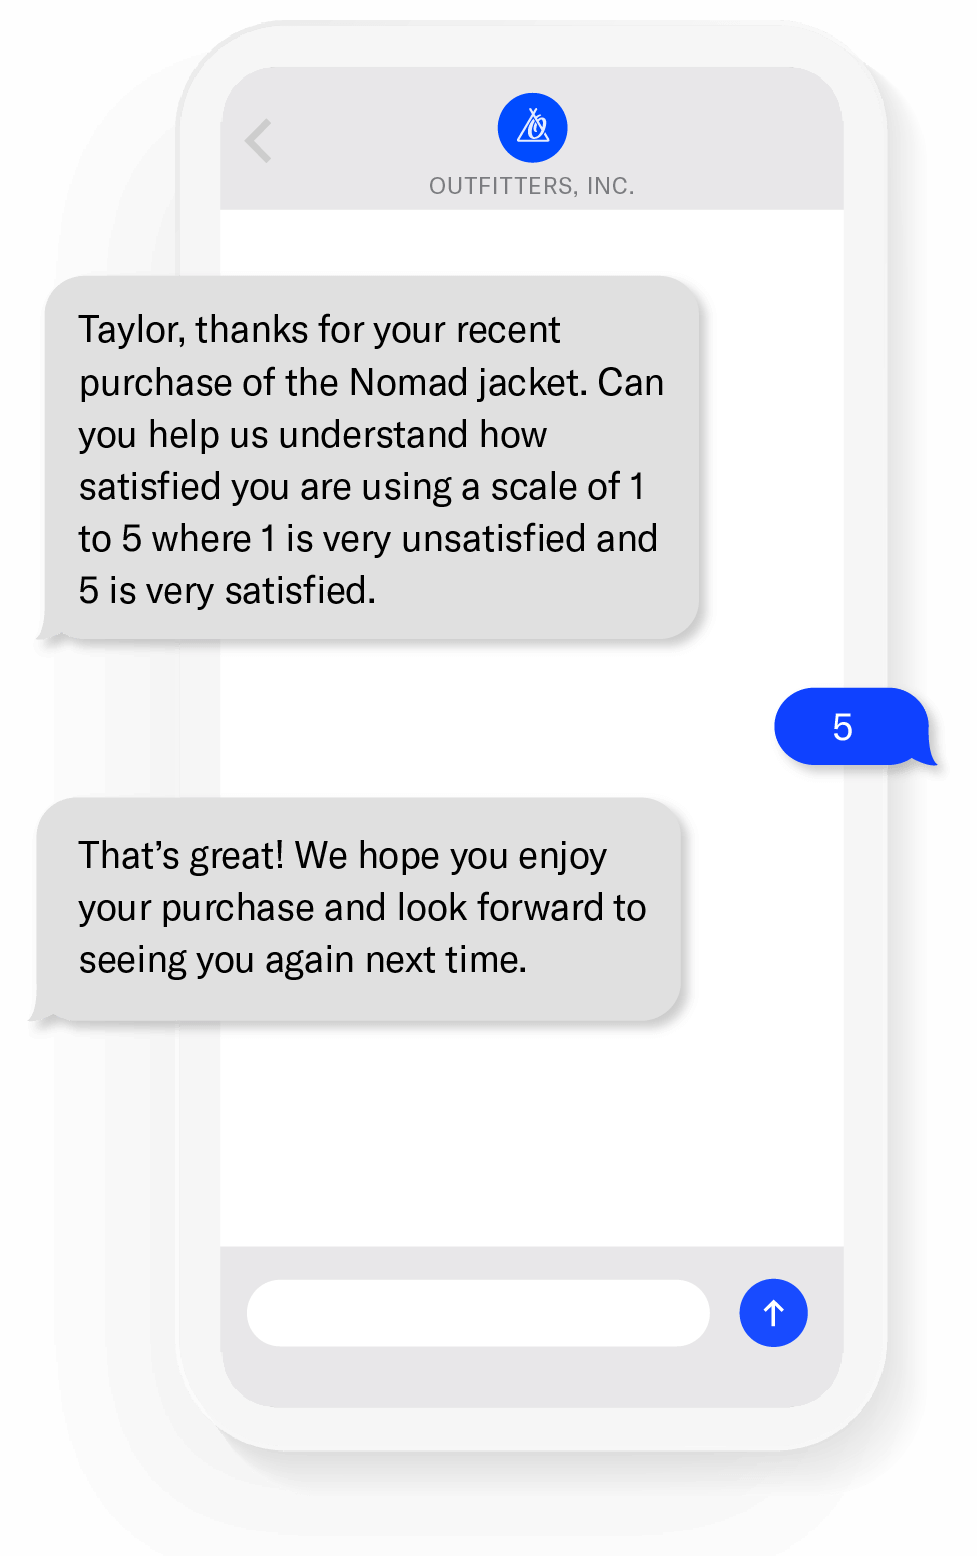 OUTFITTERS, INC.
Taylor, thanks for your recent
purchase of the Nomad jacket. Can
you help us understand how
satisfied you are using a scale of 1
to 5 where 1 is very unsatisfied and
5 is very satisfied.
5
That’s great! We hope you enjoy
your purchase and look forward to
seeing you again next time.